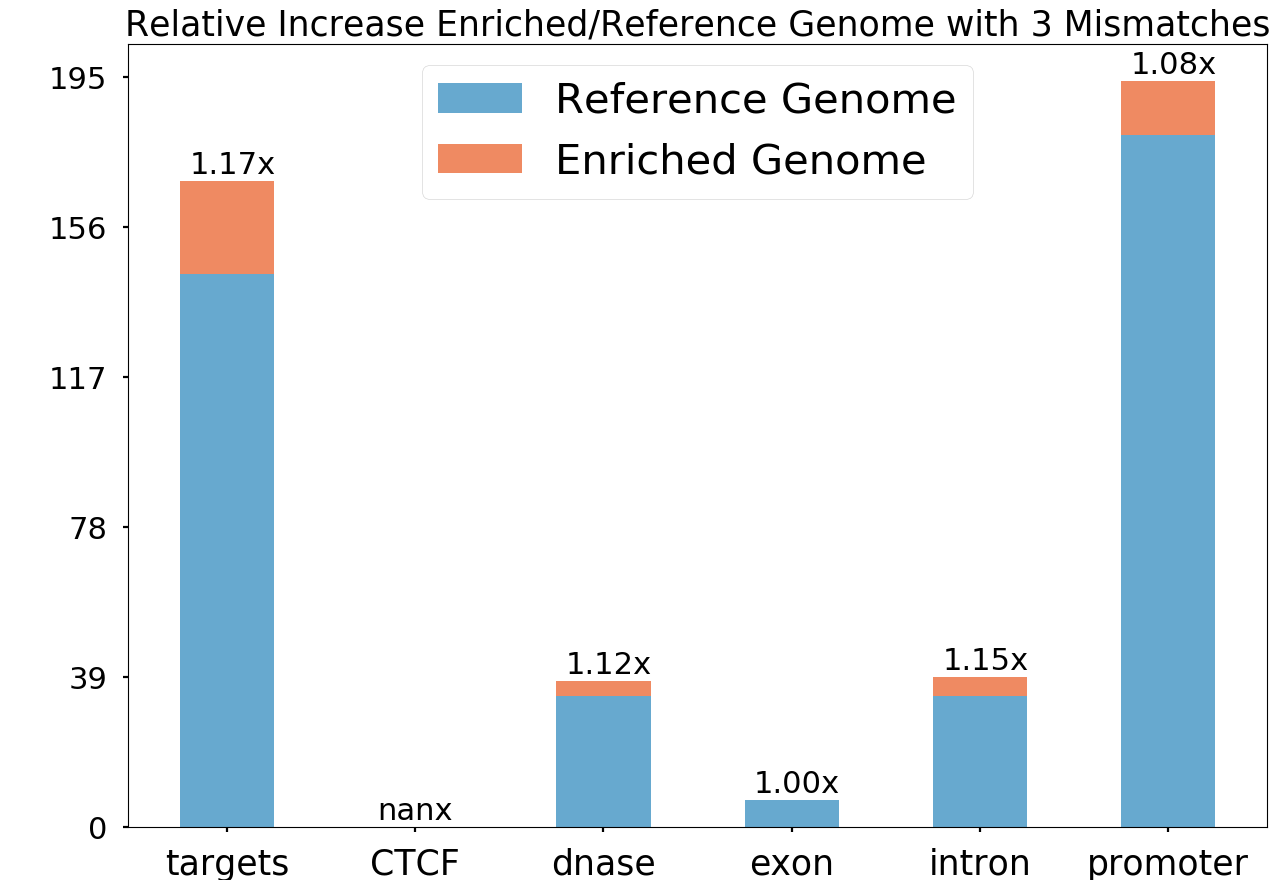 Relative Increase Enriched/Reference Genome with 3 Mismatches
Reference Genome
Enriched Genome
195
156
117
78
39
0
1.17x
nanx
1.12x
1.00x
1.15x
1.08x
targets
CTCF
dnase
exon
intron
promoter